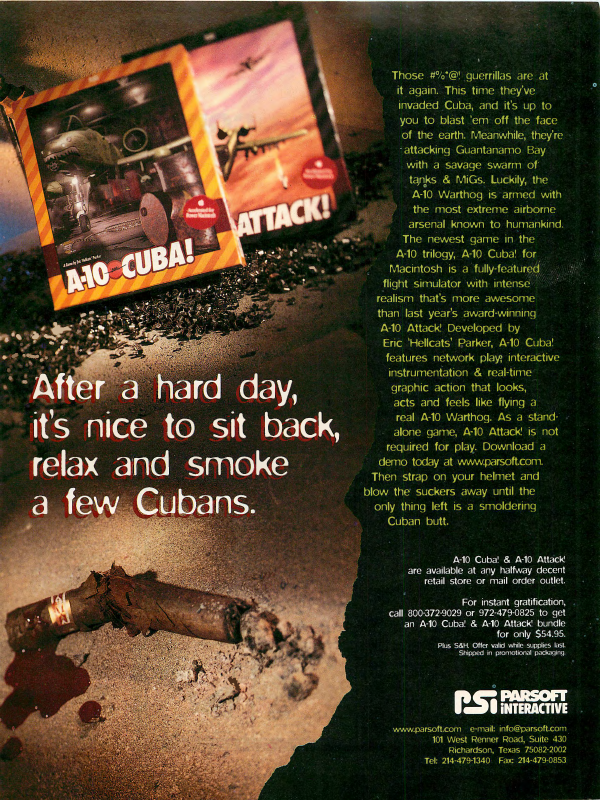 ATTACK!
Accelerated for
Power Macintosh
A-10 CUBA!
After a hard day,
it's nice to sit back,
relax and smoke
a few Cubans.
Those #%*@! guerrillas are at
it again. This time they've
invaded Cuba, and it's up to
you to blast 'em off the face
of the earth. Meanwhile, they're
attacking Guantanamo Bay
with a savage swarm of
tanks & MiGs. Luckily, the
A-10 Warthog is armed with
the most extreme airborne
arsenal known to humankind.
The newest game in the
A-10 trilogy, A-10 Cuba! for
Macintosh is a fully-featured
flight simulator with intense
realism that's more awesome
than last year's award-winning
A-10 Attack! Developed by
Eric 'Hellcats' Parker, A-10 Cuba!
features network play, interactive
instrumentation & real-time
graphic action that looks,
acts and feels like flying a
real A-10 Warthog. As a stand-
alone game, A-10 Attack! is not
required for play. Download a
demo today at www.parsoft.com.
Then strap on your helmet and
blow the suckers away until the
only thing left is a smoldering
Cuban butt.
A-10 Cuba! & A-10 Attack!
are available at any halfway decent
retail store or mail order outlet.
For instant gratification,
call 800-372-9029 or 972-479-0825 to get
an A-10 Cuba! & A-10 Attack! bundle
for only $54.95.
Plus S&H. Offer valid while supplies last.
Shipped in promotional packaging.
PSi PARSOFT
INTERACTIVE
www.parsoft.com e-mail: info@parsoft.com
101 West Renner Road, Suite 430
Richardson, Texas 75082-2002
Tel: 214-479-1340 Fax: 214-479-0853